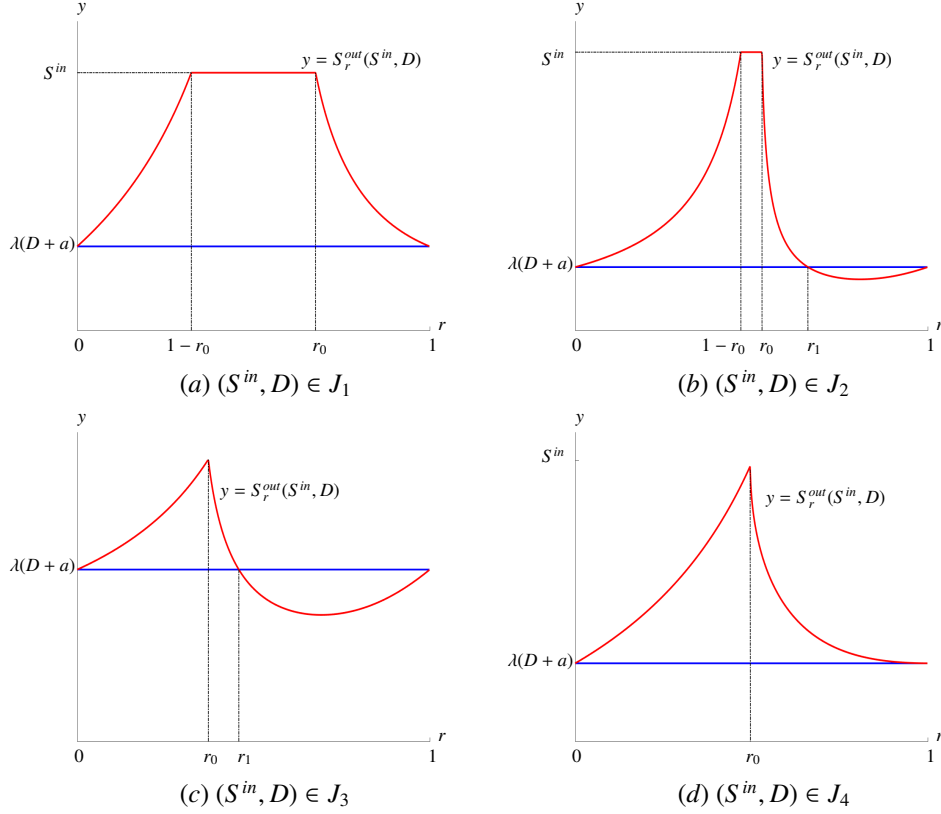 y
S^{in}
y = S_r^{out}(S^{in}, D)
λ(D + a)
r
0
1 − r_0
r_0
1
(a) (S^{in}, D) ∈ J_1
y
S^{in}
y = S_r^{out}(S^{in}, D)
λ(D + a)
r
0
1 − r_0
r_0
r_1
1
(b) (S^{in}, D) ∈ J_2
y
y = S_r^{out}(S^{in}, D)
λ(D + a)
r
0
r_0
r_1
1
(c) (S^{in}, D) ∈ J_3
y
S^{in}
y = S_r^{out}(S^{in}, D)
λ(D + a)
r
0
r_0
1
(d) (S^{in}, D) ∈ J_4